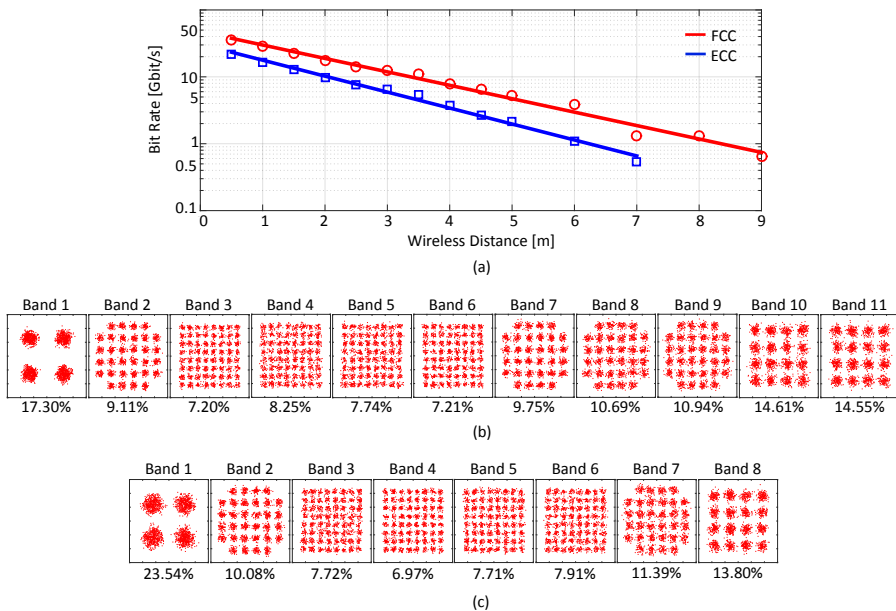 50
10
5
1
0.5
0.1
Bit Rate [Gbit/s]
FCC
ECC
0 1 2 3 4 5 6 7 8 9
Wireless Distance [m]
(a)
Band 1 Band 2 Band 3 Band 4 Band 5 Band 6 Band 7 Band 8 Band 9 Band 10 Band 11
17.30% 9.11% 7.20% 8.25% 7.74% 7.21% 9.75% 10.69% 10.94% 14.61% 14.55%
(b)
Band 1 Band 2 Band 3 Band 4 Band 5 Band 6 Band 7 Band 8
23.54% 10.08% 7.72% 6.97% 7.71% 7.91% 11.39% 13.80%
(c)